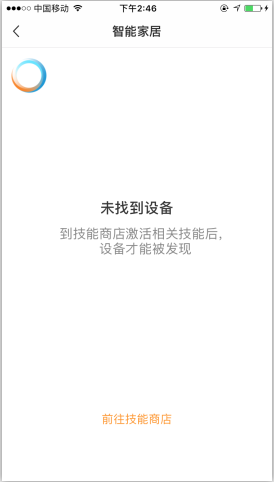 ●●●○○ 中国移动 下午2:46
智能家居
未找到设备
到技能商店激活相关技能后，
设备才能被发现
前往技能商店